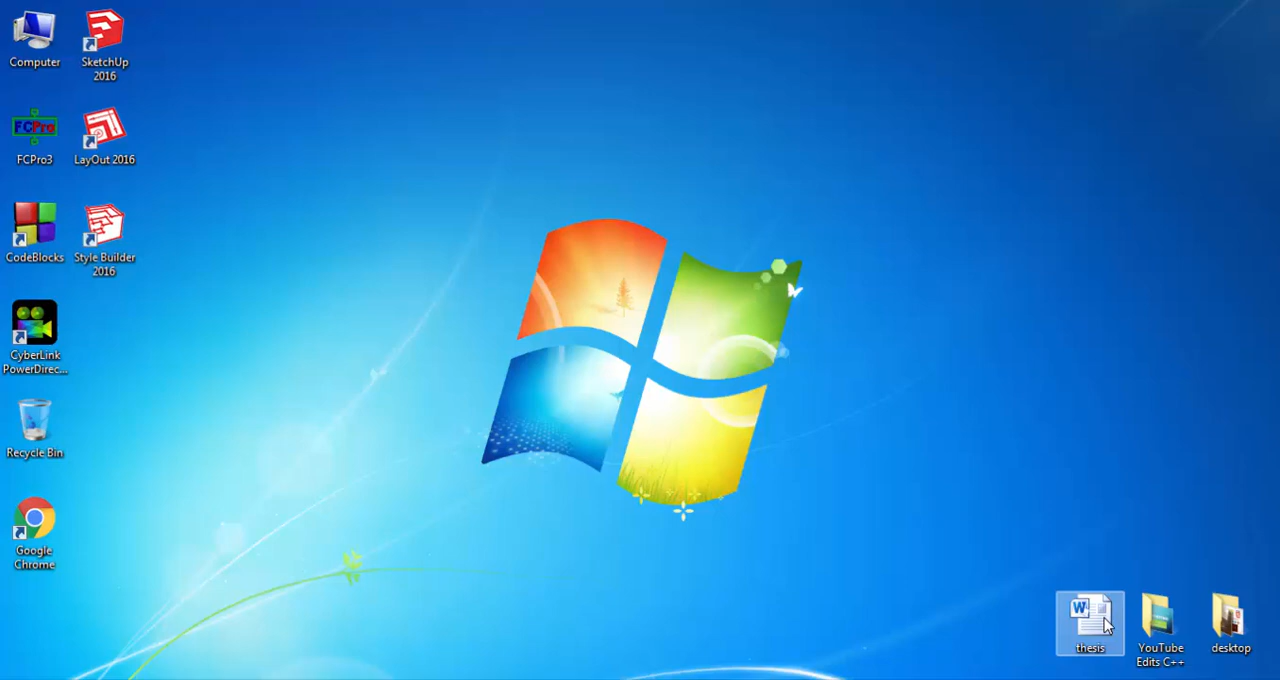 Computer
SketchUp
2016
FCPro
FCPro3
LayOut 2016
CodeBlocks
Style Builder
2016
CyberLink
PowerDirec...
Recycle Bin
Google
Chrome
W
thesis
YouTube
Edits C++
desktop